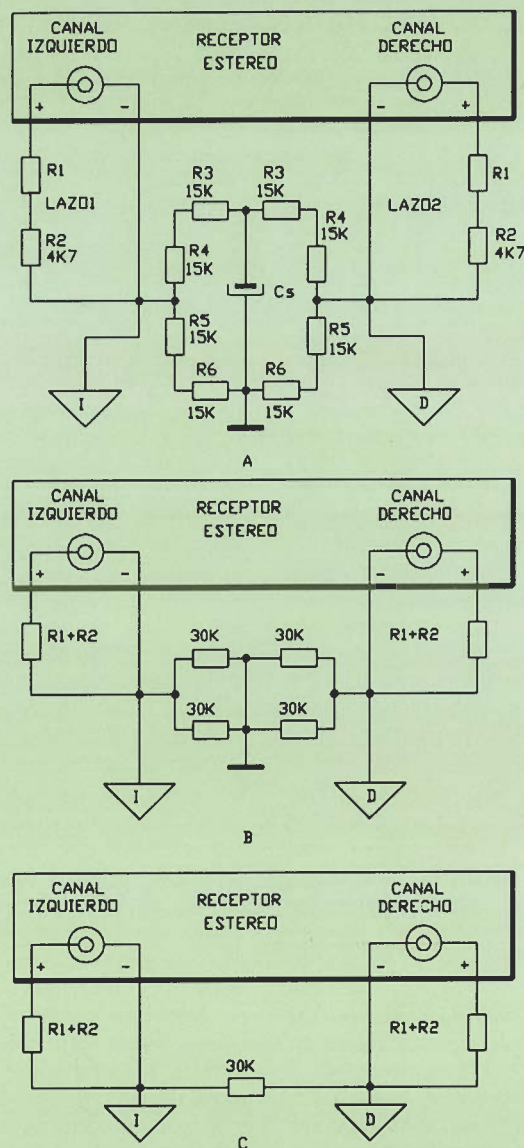 CANAL IZQUIERDO
RECEPTOR ESTEREO
CANAL DERECHO
+ - - +
R1
LAZO1
R2
4K7
R3
15K
R3
15K
R4
15K
R4
15K
Cs
R5
15K
R5
15K
R6
15K
R6
15K
LAZO2
R1
R2
4K7
I
D
A
CANAL IZQUIERDO
RECEPTOR ESTEREO
CANAL DERECHO
+ - - +
R1+R2
30K
30K
R1+R2
30K
30K
I
D
B
CANAL IZQUIERDO
RECEPTOR ESTEREO
CANAL DERECHO
+ - - +
R1+R2
R1+R2
30K
I
D
C